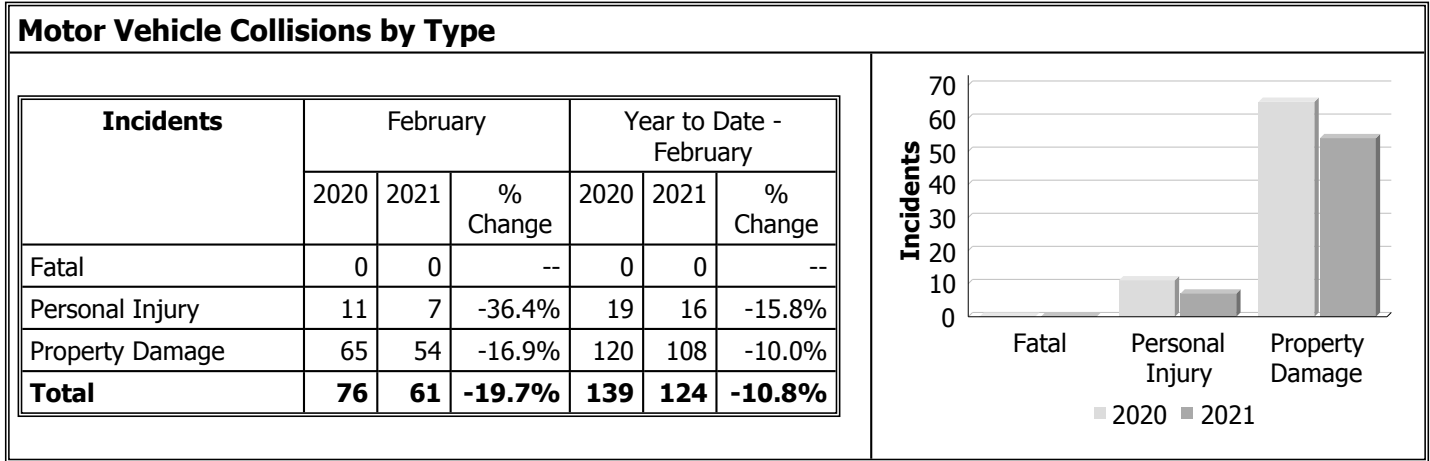 Motor Vehicle Collisions by Type
Incidents February Year to Date -
February
2020 2021 % 2020 2021 %
Change Change
Fatal 0 0 -- 0 0 --
Personal Injury 11 7 -36.4% 19 16 -15.8%
Property Damage 65 54 -16.9% 120 108 -10.0%
Total 76 61 -19.7% 139 124 -10.8%
Incidents
70
60
50
40
30
20
10
0
Fatal Personal Property
Injury Damage
2020 2021